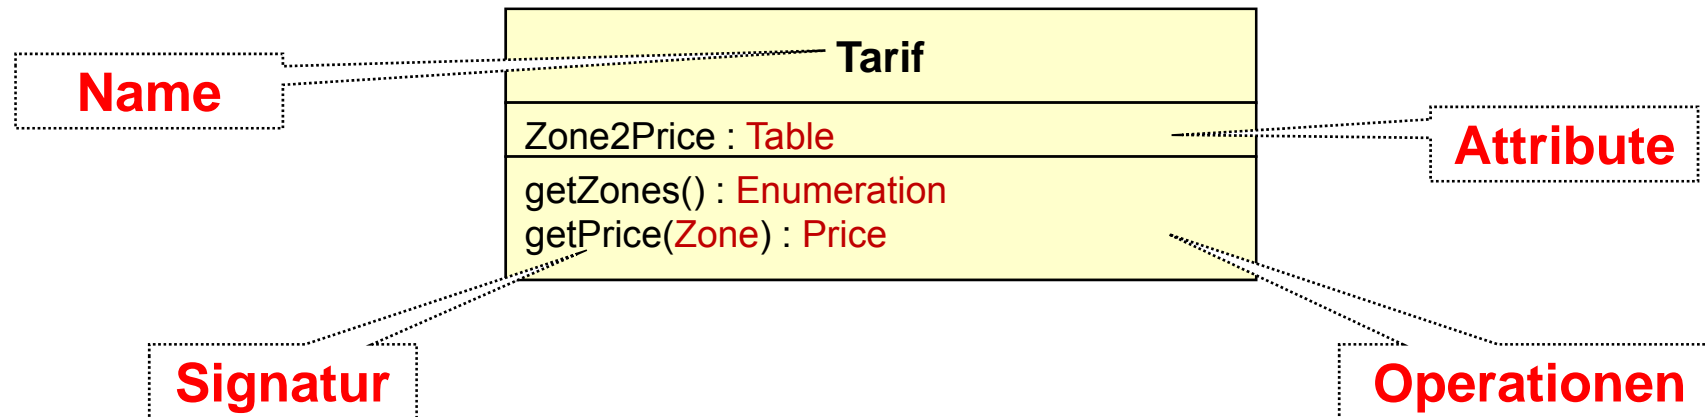 Tarif
Name
Zone2Price : Table
Attribute
getZones() : Enumeration
getPrice(Zone) : Price
Signatur
Operationen